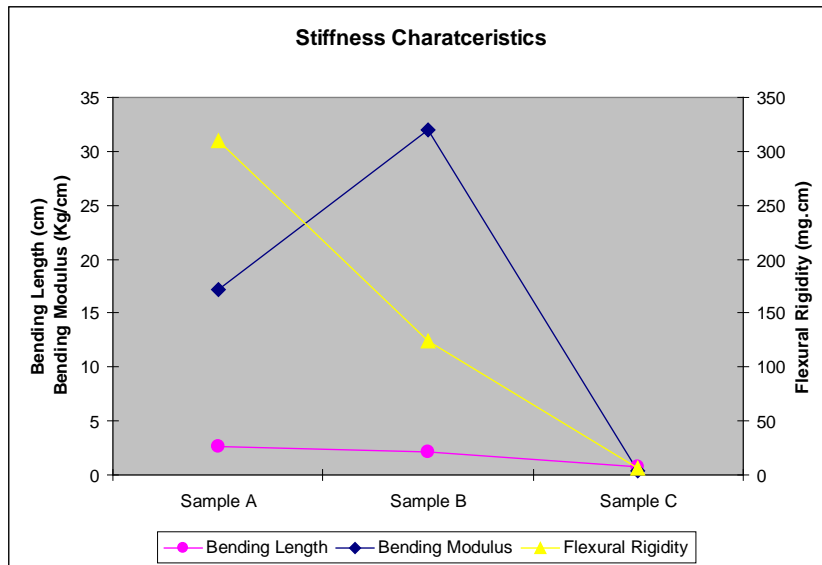 Stiffness Charatceristics
Bending Length (cm)
Bending Modulus (Kg/cm)
35
30
25
20
15
10
5
0
350
300
250
200
150
100
50
0
Flexural Rigidity (mg.cm)
Sample A
Sample B
Sample C
Bending Length
Bending Modulus
Flexural Rigidity